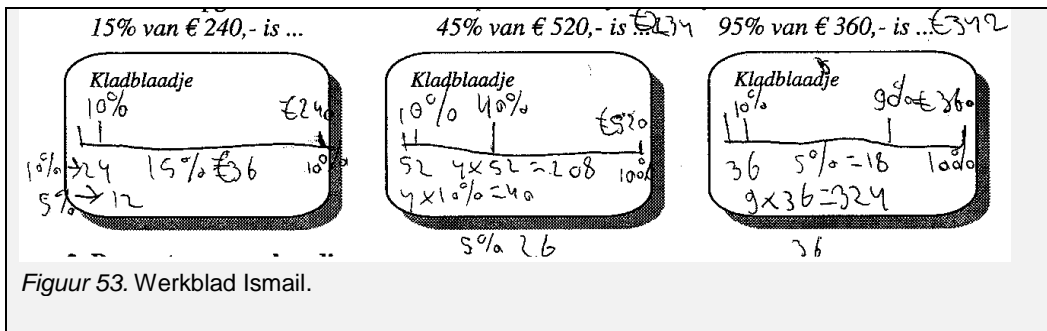 15% van € 240,- is ...
45% van € 520,- is ... €234
95% van € 360,- is ... €342
Kladblaadje
10%
€240
10%→24
15% €36
100%
5%→12
Kladblaadje
10% 40%
€520
52 4x52=208
100%
4x10%=40
5% 26
Kladblaadje
10%
90% €360
36 5%=18 100%
9x36=324
36
Figuur 53. Werkblad Ismail.